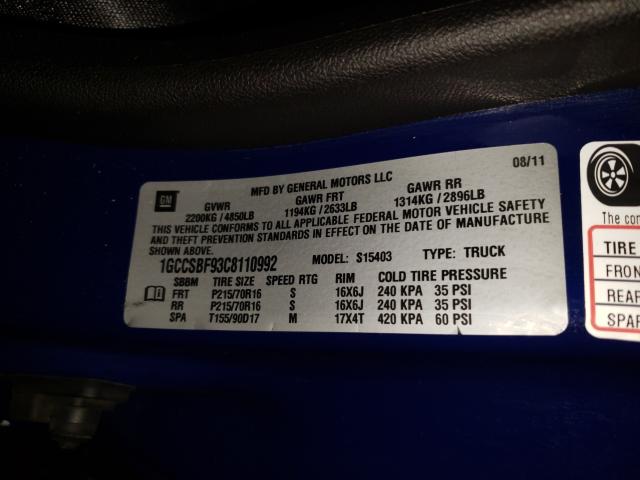 08/11
GM
MFD BY GENERAL MOTORS LLC
GVWR GAWR FRT GAWR RR
2200KG / 4850LB 1194KG / 2633LB 1314KG / 2896LB
THIS VEHICLE CONFORMS TO ALL APPLICABLE FEDERAL MOTOR VEHICLE SAFETY
AND THEFT PREVENTION STANDARDS IN EFFECT ON THE DATE OF MANUFACTURE
SHOWN ABOVE.
1GCCSBF93C8110992 MODEL: S15403 TYPE: TRUCK
SBBM TIRE SIZE SPEED RTG RIM COLD TIRE PRESSURE
FRT P215/70R16 S 16X6J 240 KPA 35 PSI
RR P215/70R16 S 16X6J 240 KPA 35 PSI
SPA T155/90D17 M 17X4T 420 KPA 60 PSI
The com
TIRE
FRON
REAR
SPAR